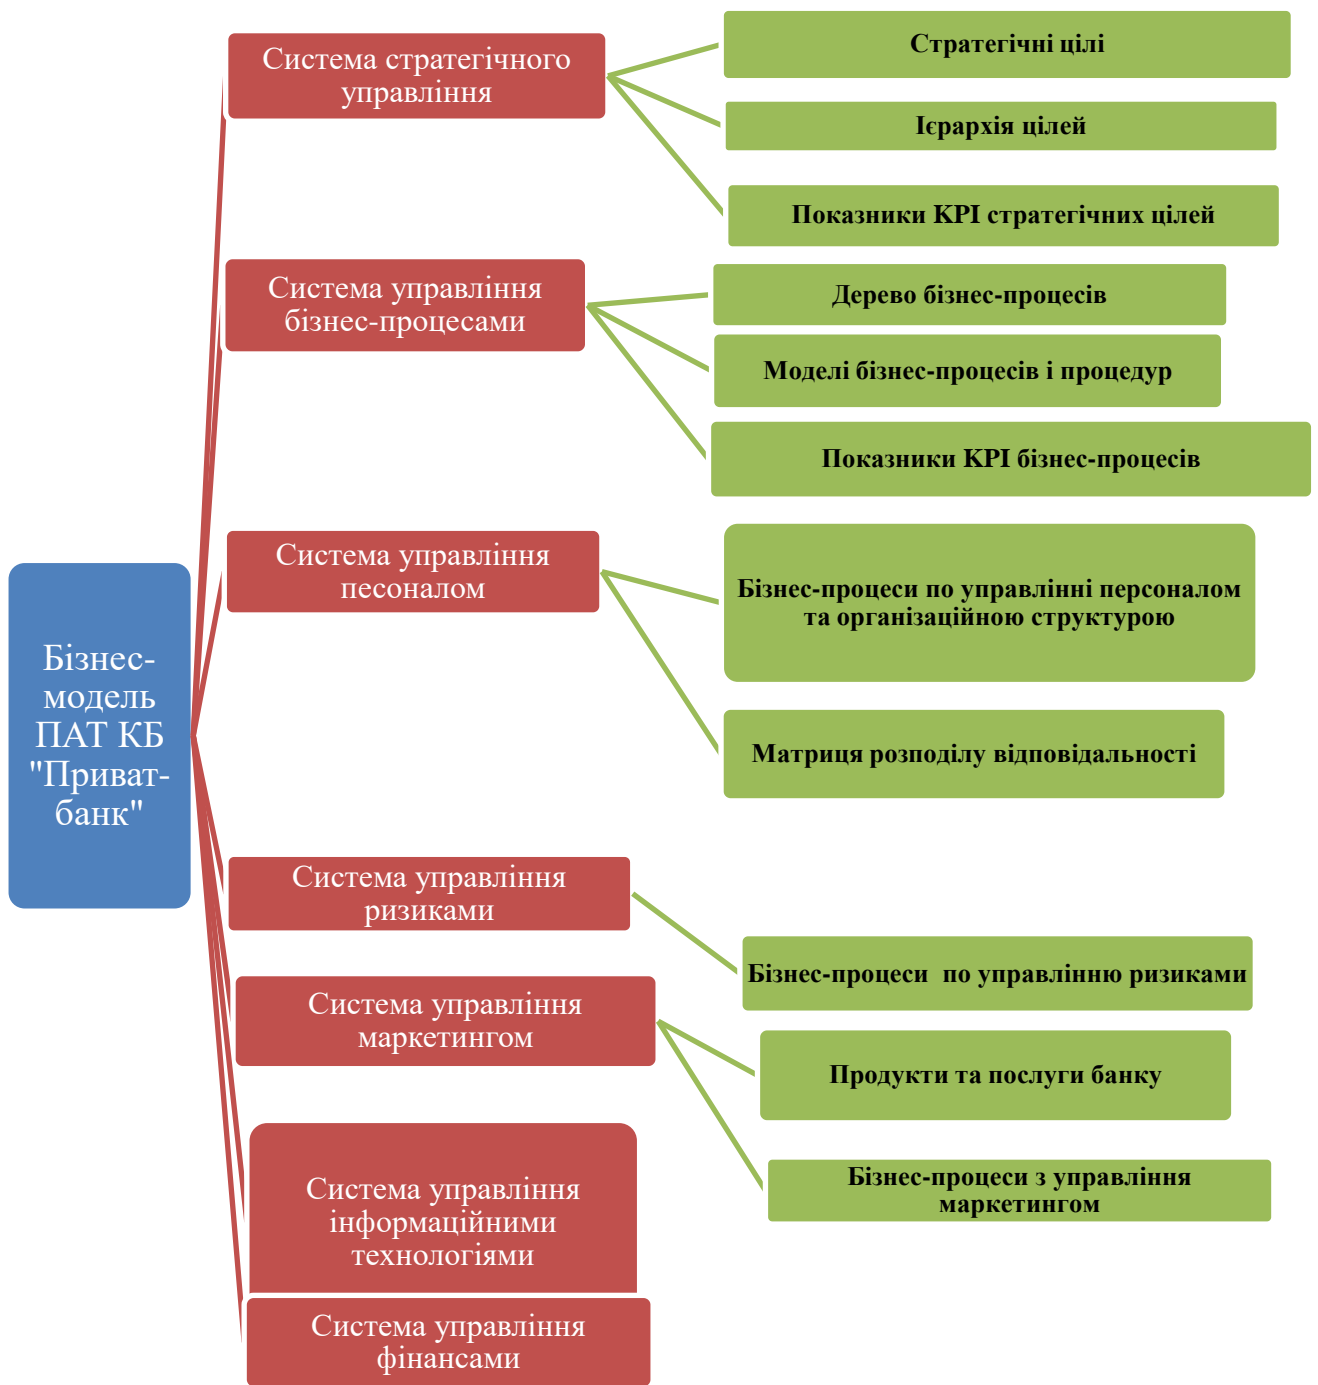 Бізнес-
модель
ПАТ КБ
"Приват-
банк"
Система стратегічного
управління
Стратегічні цілі
Ієрархія цілей
Показники KPI стратегічних цілей
Система управління
бізнес-процесами
Дерево бізнес-процесів
Моделі бізнес-процесів і процедур
Показники KPI бізнес-процесів
Система управління
песоналом
Бізнес-процеси по управлінні персоналом
та організаційною структурою
Матриця розподілу відповідальності
Система управління
ризиками
Бізнес-процеси по управлінню ризиками
Система управління
маркетингом
Продукти та послуги банку
Бізнес-процеси з управління
маркетингом
Система управління
інформаційними
технологіями
Система управління
фінансами